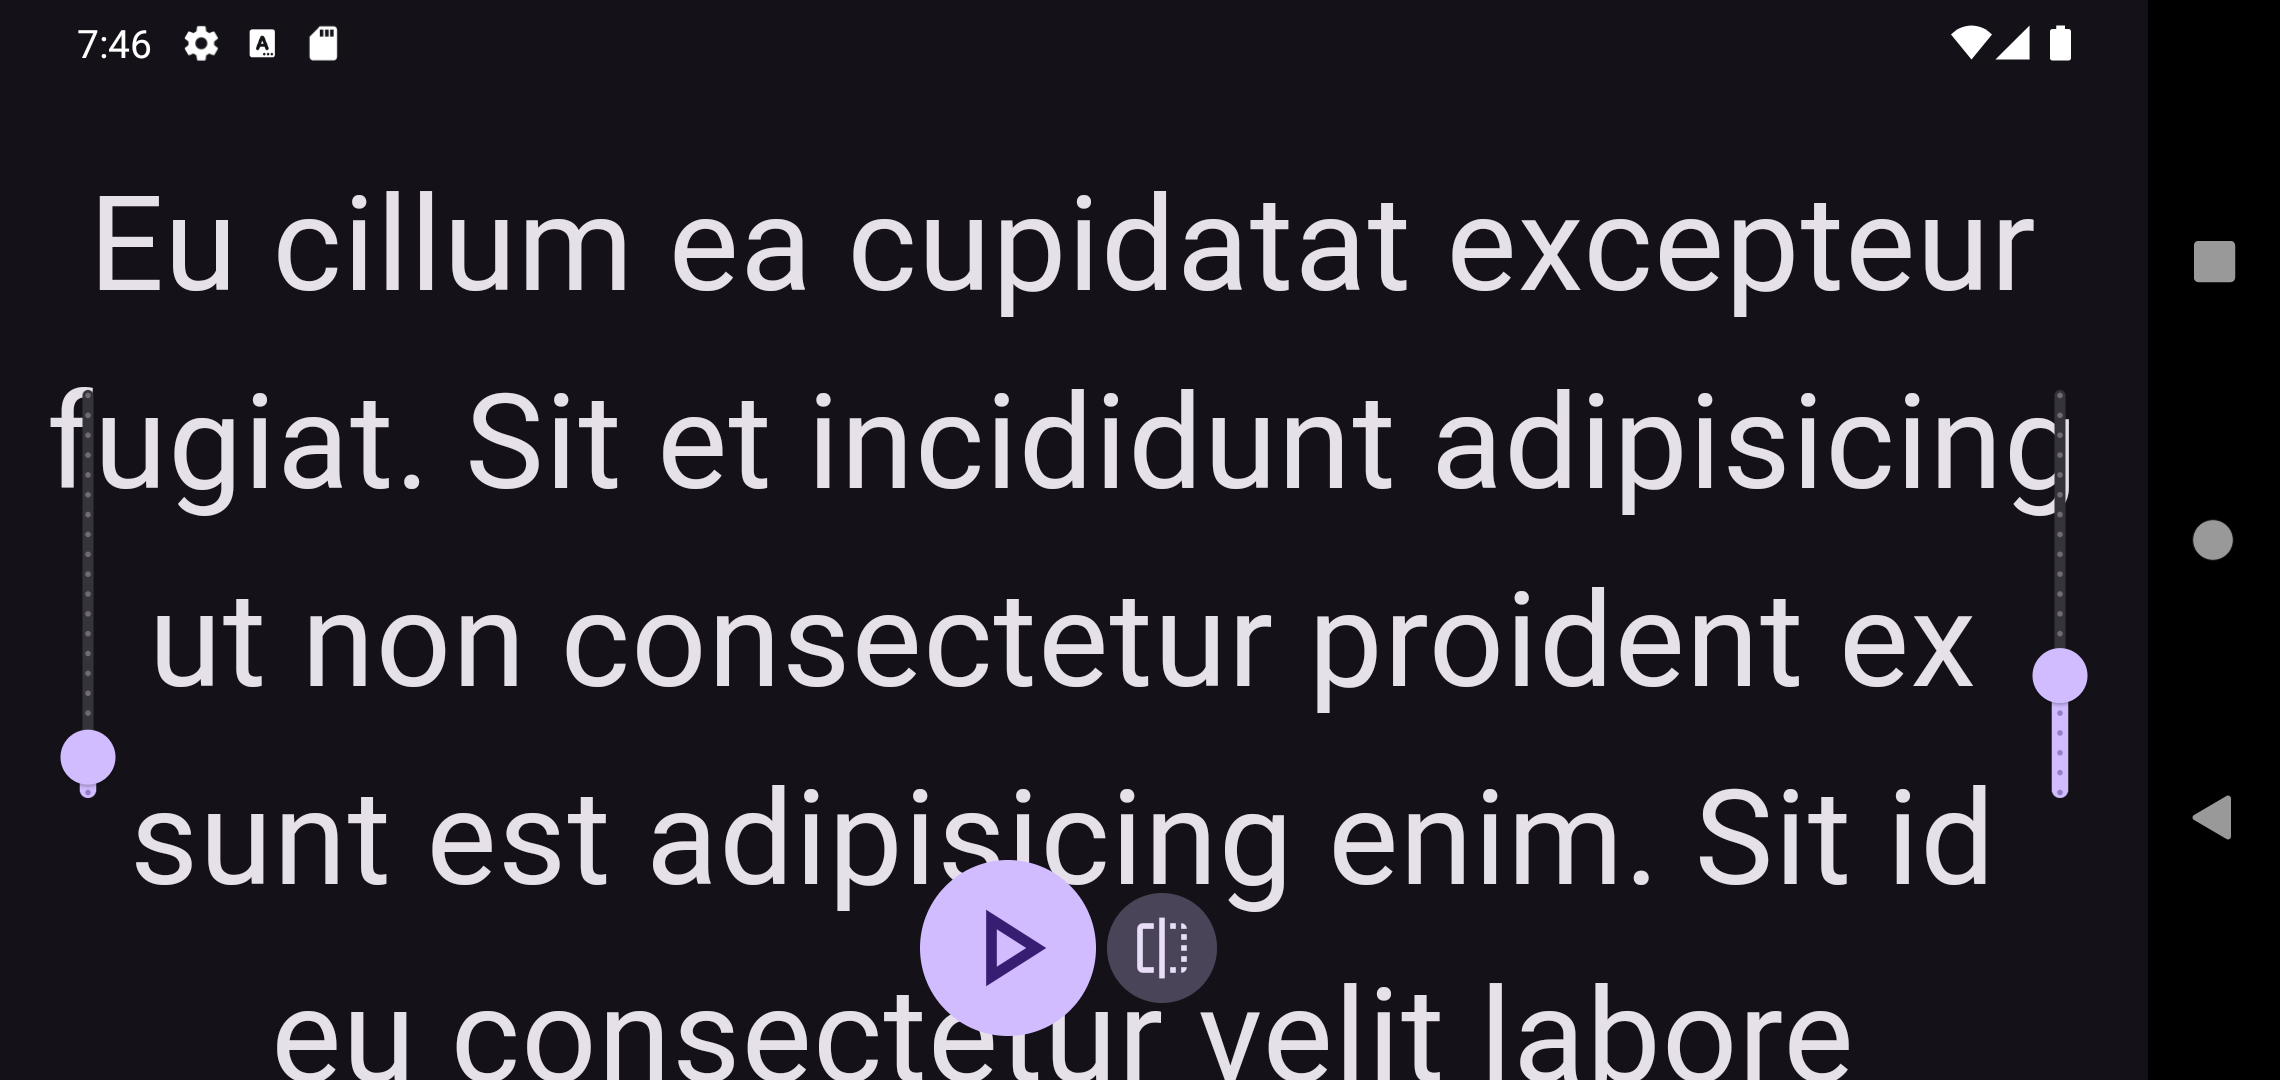 7:46
Eu cillum ea cupidatat excepteur
fugiat. Sit et incididunt adipisicing
ut non consectetur proident ex
sunt est adipisicing enim. Sit id
eu consectetur velit labore